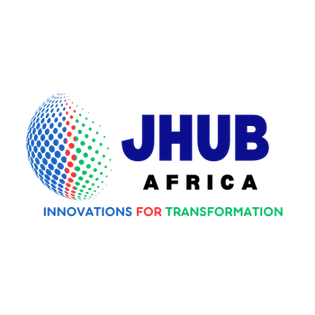 JHUB
AFRICA
INNOVATIONS FOR TRANSFORMATION